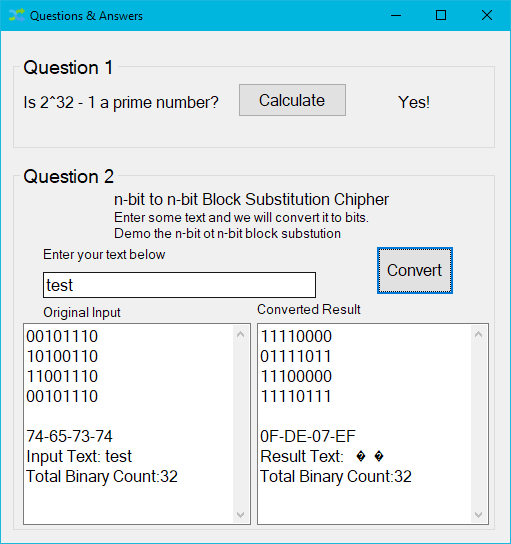 Questions & Answers
Question 1
Is 2^32 - 1 a prime number?
Calculate
Yes!
Question 2
n-bit to n-bit Block Substitution Chipher
Enter some text and we will convert it to bits.
Demo the n-bit ot n-bit block substution
Enter your text below
test
Convert
Original Input
00101110
10100110
11001110
00101110
74-65-73-74
Input Text: test
Total Binary Count:32
Converted Result
11110000
01111011
11100000
11110111
0F-DE-07-EF
Result Text: � �
Total Binary Count:32